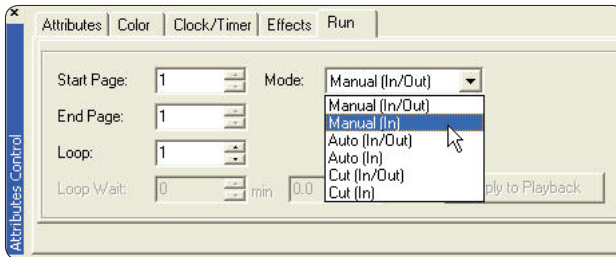 ×
Attributes Color Clock/Timer Effects Run
Start Page: 1 Mode: Manual (In/Out)
Manual (In/Out)
End Page: 1
Manual (In)
Auto (In/Out)
Loop: 1
Auto (In)
Cut (In/Out)
Loop Wait: 0 min 0.0 to Playback
Cut (In)
Attributes Control